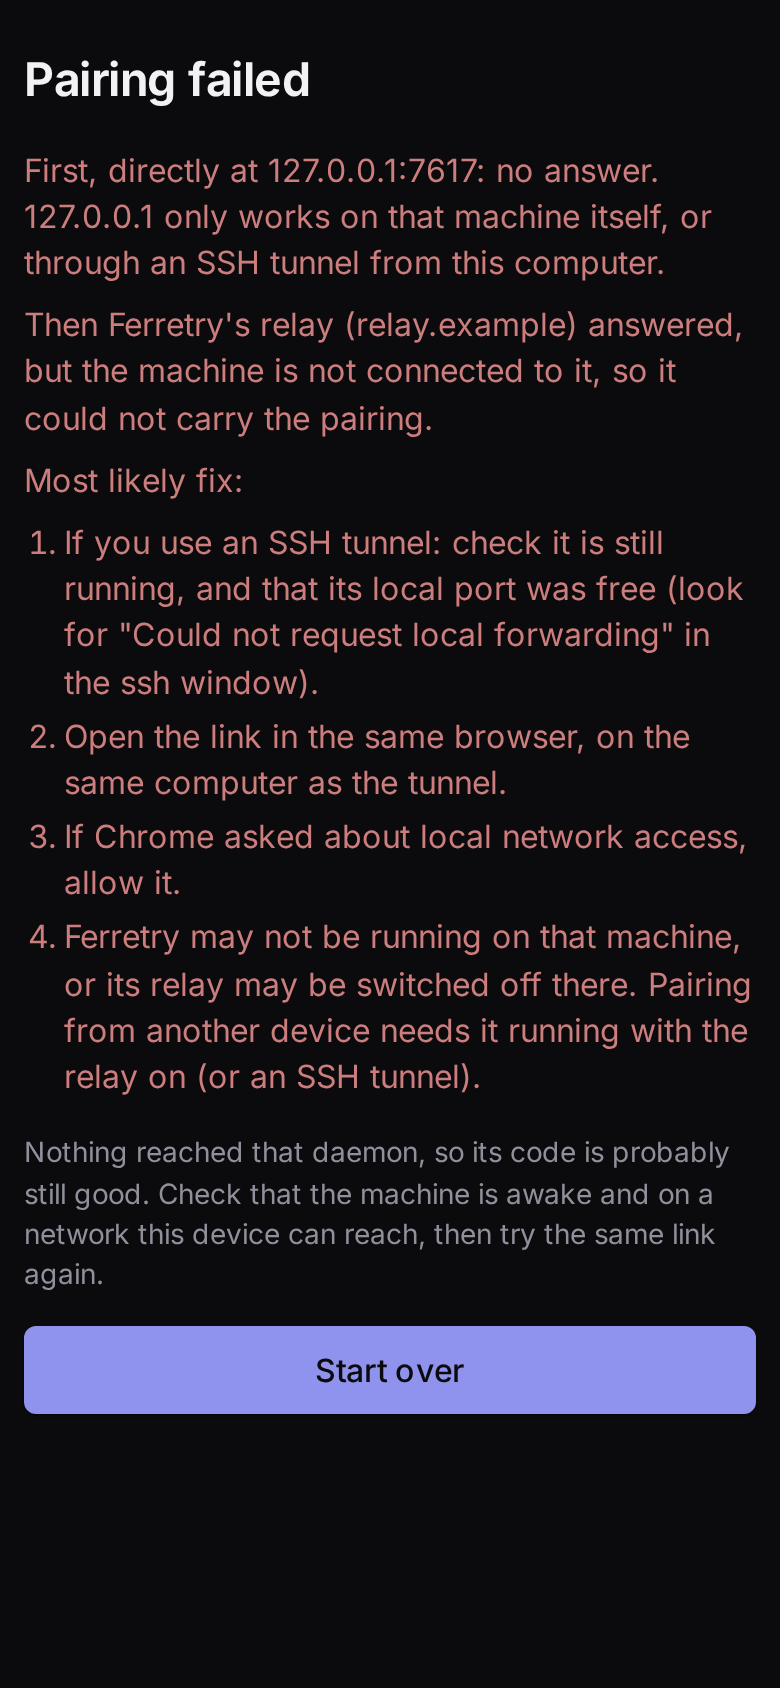 Pairing failed
First, directly at 127.0.0.1:7617: no answer.
127.0.0.1 only works on that machine itself, or
through an SSH tunnel from this computer.
Then Ferretry's relay (relay.example) answered,
but the machine is not connected to it, so it
could not carry the pairing.
Most likely fix:
1. If you use an SSH tunnel: check it is still
running, and that its local port was free (look
for "Could not request local forwarding" in
the ssh window).
2. Open the link in the same browser, on the
same computer as the tunnel.
3. If Chrome asked about local network access,
allow it.
4. Ferretry may not be running on that machine,
or its relay may be switched off there. Pairing
from another device needs it running with the
relay on (or an SSH tunnel).
Nothing reached that daemon, so its code is probably
still good. Check that the machine is awake and on a
network this device can reach, then try the same link
again.
Start over